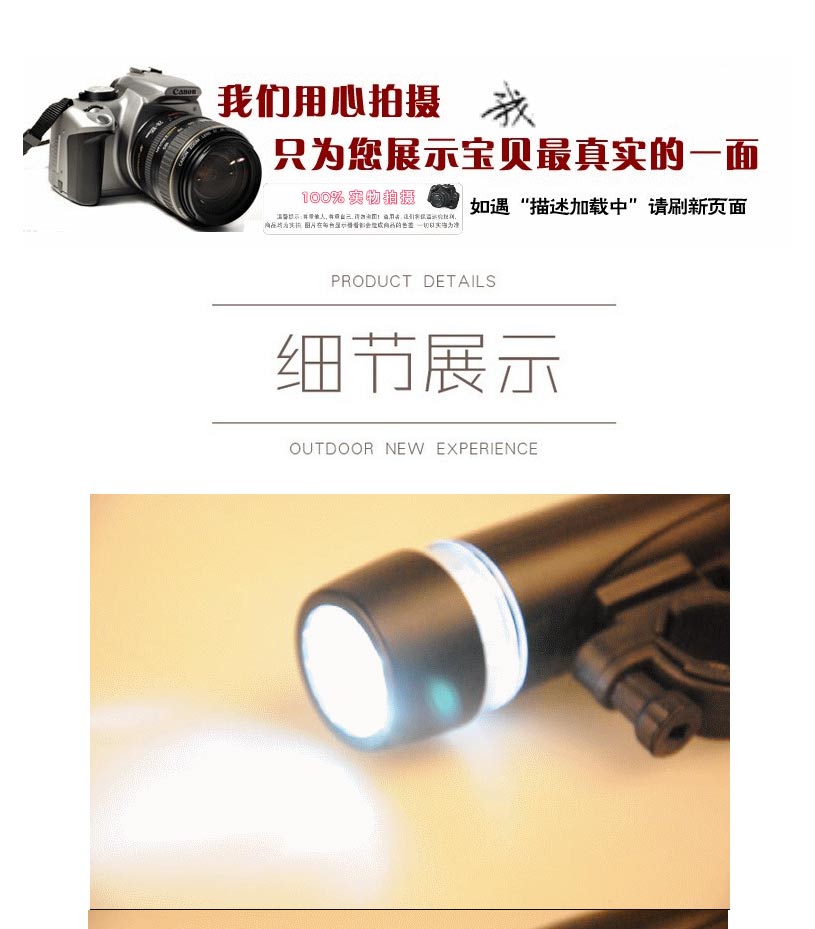 Canon
我们用心拍摄
我
只为您展示宝贝最真实的一面
100% 实物拍摄
如遇“描述加载中”请刷新页面
PRODUCT DETAILS
细节展示
OUTDOOR NEW EXPERIENCE